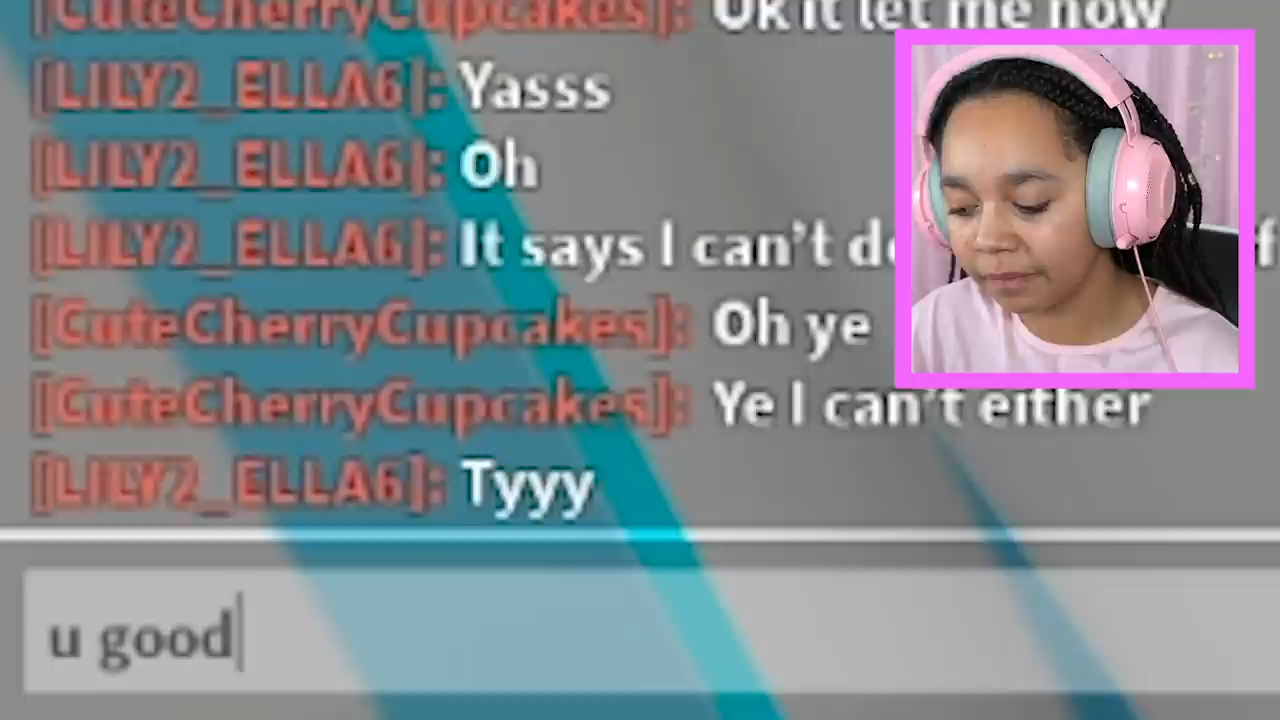 [CuteCherryCupcakes]: Ok it let me now
[LILY2_ELLA6]: Yasss
[LILY2_ELLA6]: Oh
[LILY2_ELLA6]: It says I can't
[CuteCherryCupcakes]: Oh ye
[CuteCherryCupcakes]: Ye I can't either
[LILY2_ELLA6]: Tyyy
u good